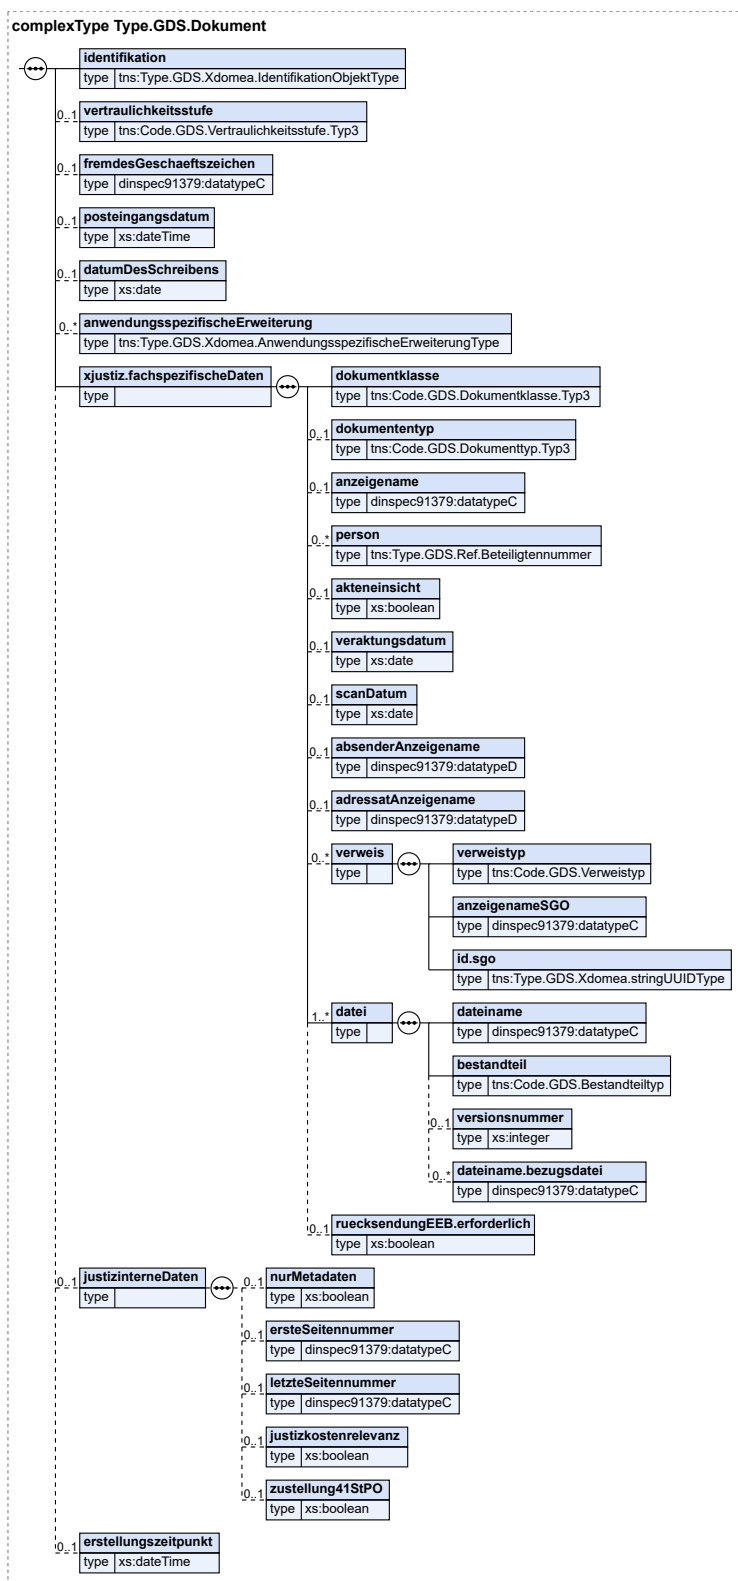 complexType Type.GDS.Dokument
identifikation
type tns:Type.GDS.Xdomea.IdentifikationObjektType
0..1 vertraulichkeitsstufe
type tns:Code.GDS.Vertraulichkeitsstufe.Typ3
0..1 fremdesGeschaeftszeichen
type dinspec91379:datatypeC
0..1 posteingangsdatum
type xs:dateTime
0..1 datumDesSchreibens
type xs:date
0..* anwendungsspezifischeErweiterung
type tns:Type.GDS.Xdomea.AnwendungsspezifischeErweiterungType
xjustiz.fachspezifischeDaten
type
dokumentklasse
type tns:Code.GDS.Dokumentklasse.Typ3
0..1 dokumententyp
type tns:Code.GDS.Dokumenttyp.Typ3
0..1 anzeigename
type dinspec91379:datatypeC
0..* person
type tns:Type.GDS.Ref.Beteiligtennummer
0..1 akteneinsicht
type xs:boolean
0..1 veraktungsdatum
type xs:date
0..1 scanDatum
type xs:date
0..1 absenderAnzeigename
type dinspec91379:datatypeD
0..1 adressatAnzeigename
type dinspec91379:datatypeD
0..* verweis
type
verweistyp
type tns:Code.GDS.Verweistyp
anzeigenameSGO
type dinspec91379:datatypeC
id.sgo
type tns:Type.GDS.Xdomea.stringUUIDType
1..* datei
type
dateiname
type dinspec91379:datatypeC
bestandteil
type tns:Code.GDS.Bestandteiltyp
0..1 versionsnummer
type xs:integer
0..* dateiname.bezugsdatei
type dinspec91379:datatypeC
0..1 ruecksendungEEB.erforderlich
type xs:boolean
0..1 justizinterneDaten
type
0..1 nurMetadaten
type xs:boolean
0..1 ersteSeitennummer
type dinspec91379:datatypeC
0..1 letzteSeitennummer
type dinspec91379:datatypeC
0..1 justizkostenrelevanz
type xs:boolean
0..1 zustellung41StPO
type xs:boolean
0..1 erstellungszeitpunkt
type xs:dateTime